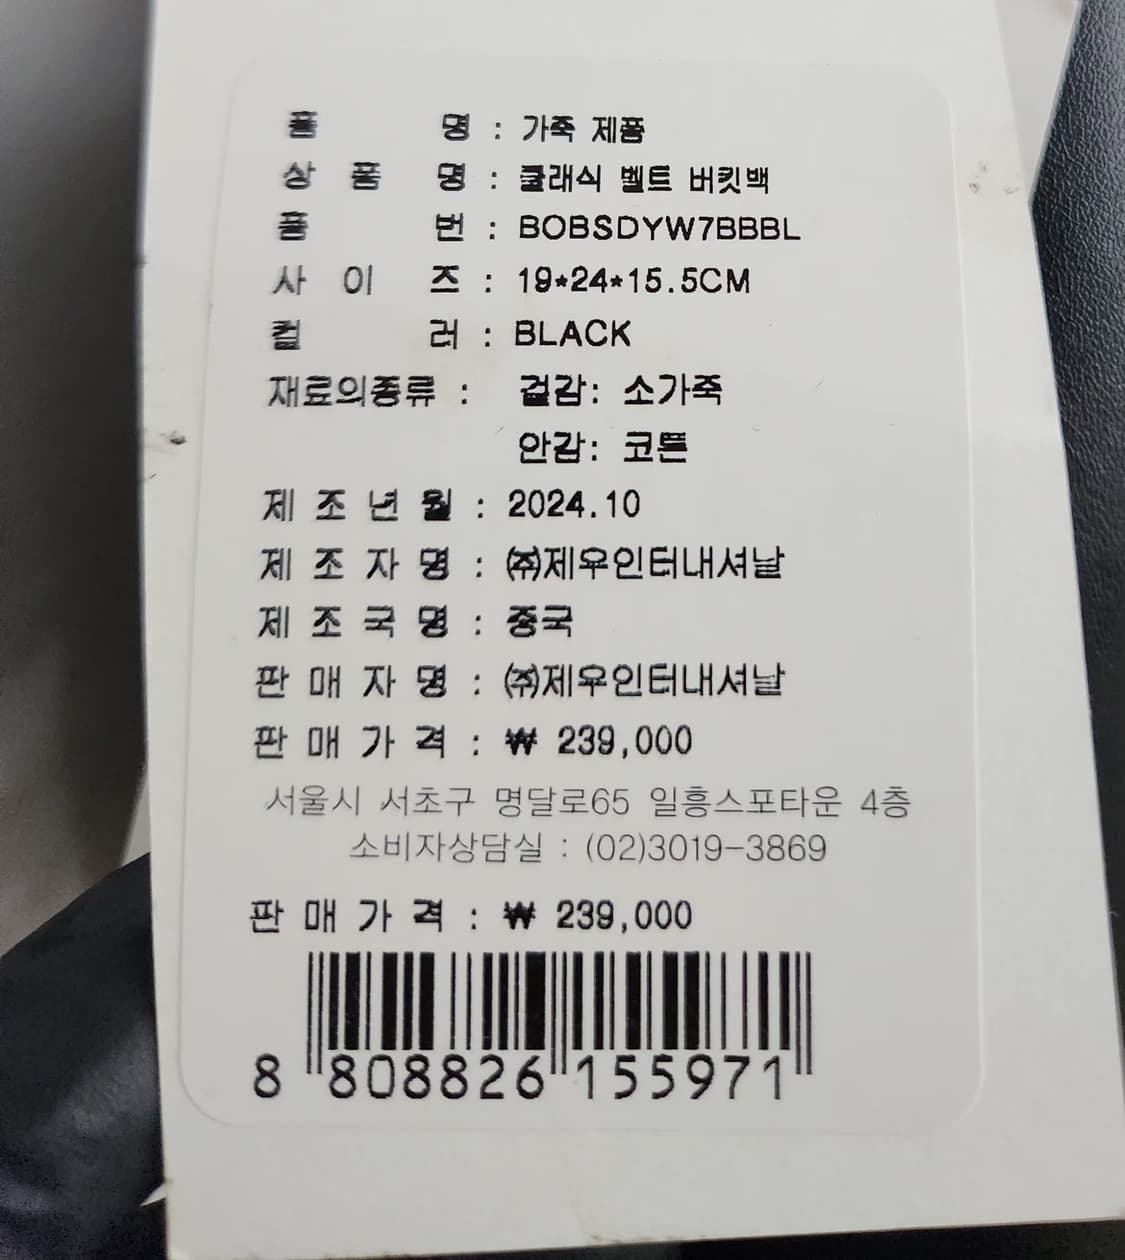 품 명 : 가죽 제품
상 품 명 : 클래식 벨트 버킷백
품 번 : BOBSDYW7BBBL
사 이 즈 : 19*24*15.5CM
컬 러 : BLACK
재료의종류 : 겉감: 소가죽
안감: 코튼
제 조 년 월 : 2024.10
제 조 자 명 : ㈜제우인터내셔날
제 조 국 명 : 중국
판 매 자 명 : ㈜제우인터내셔날
판 매 가 격 : ₩ 239,000
서울시 서초구 명달로65 일흥스포타운 4층
소비자상담실 : (02)3019-3869
판 매 가 격 : ₩ 239,000
8 808826 155971